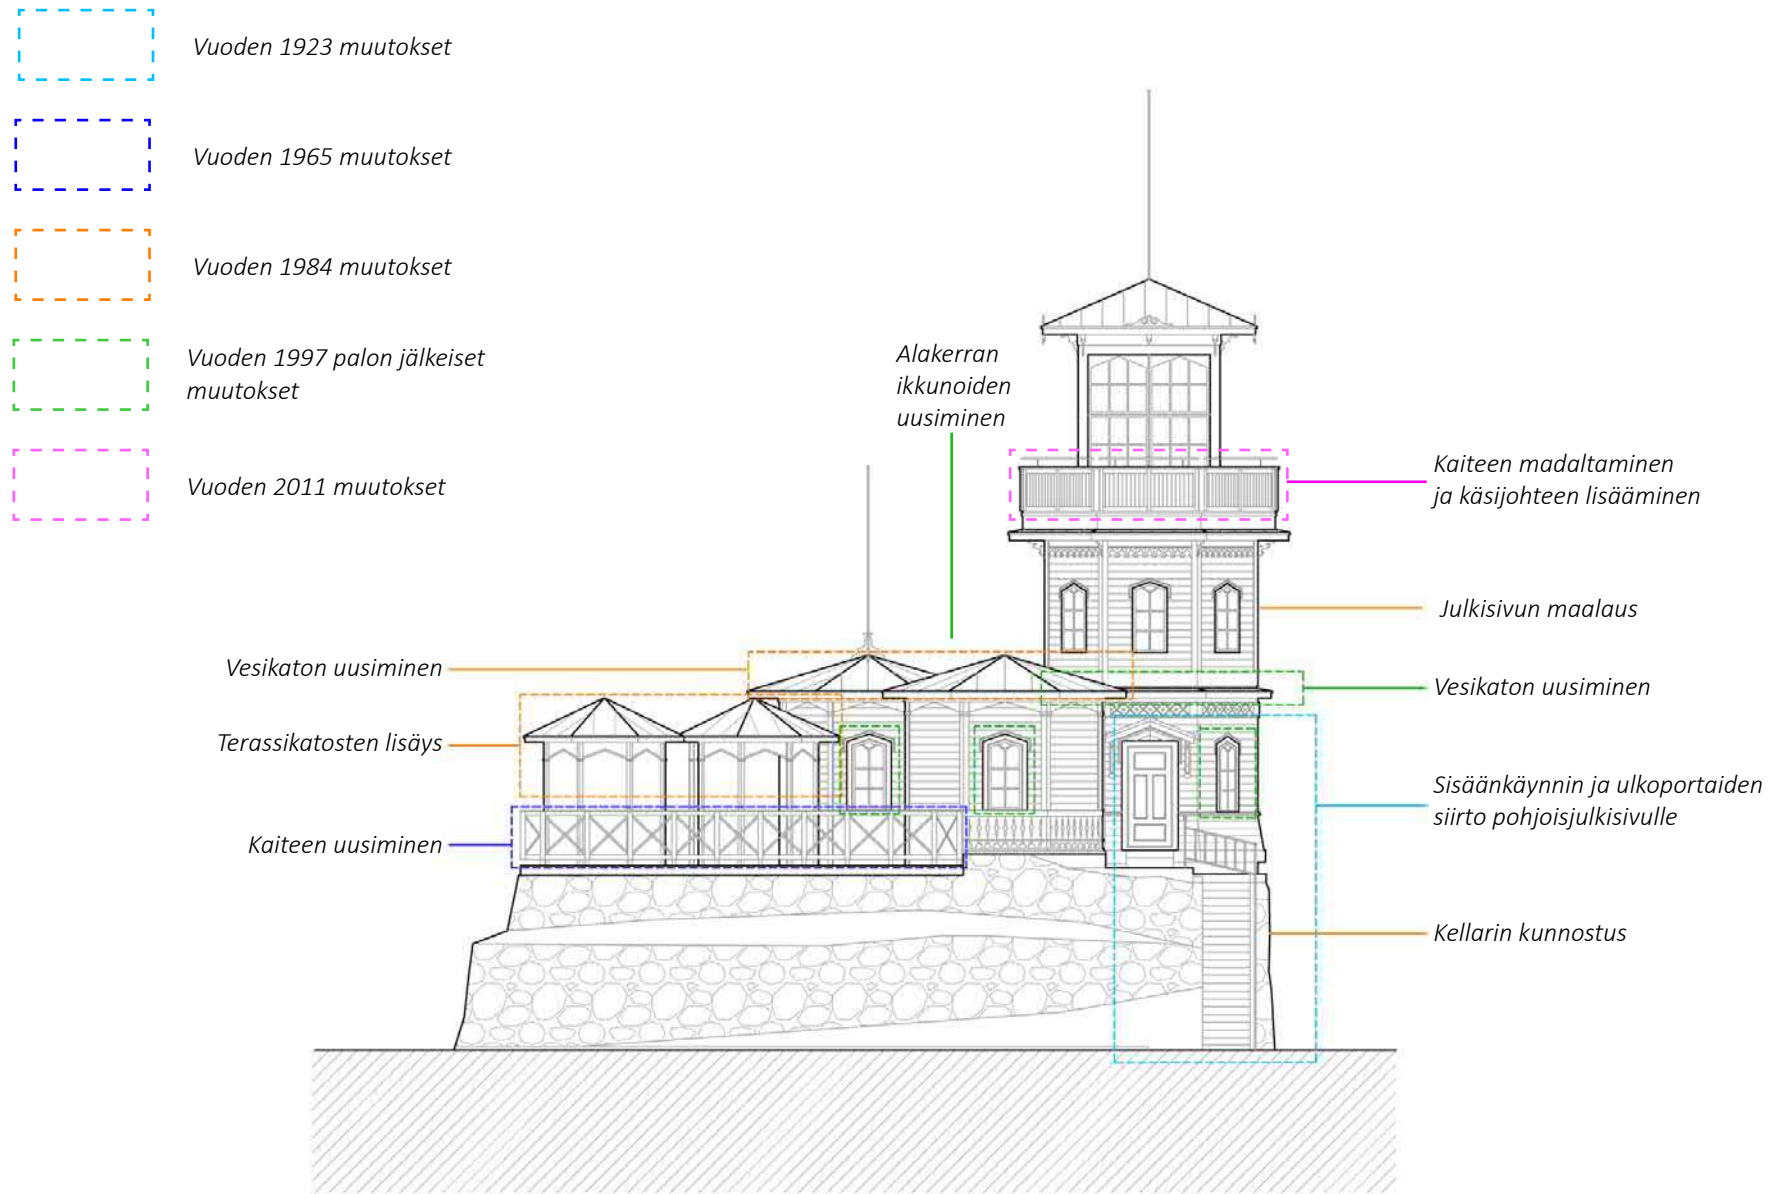 Vuoden 1923 muutokset
Vuoden 1965 muutokset
Vuoden 1984 muutokset
Vuoden 1997 palon jälkeiset
muutokset
Vuoden 2011 muutokset
Alakerran
ikkunoiden
uusiminen
Kaiteen madaltaminen
ja käsijohteen lisääminen
Julkisivun maalaus
Vesikaton uusiminen
Vesikaton uusiminen
Terassikatosten lisäys
Sisäänkäynnin ja ulkoportaiden
siirto pohjoisjulkisivulle
Kaiteen uusiminen
Kellarin kunnostus